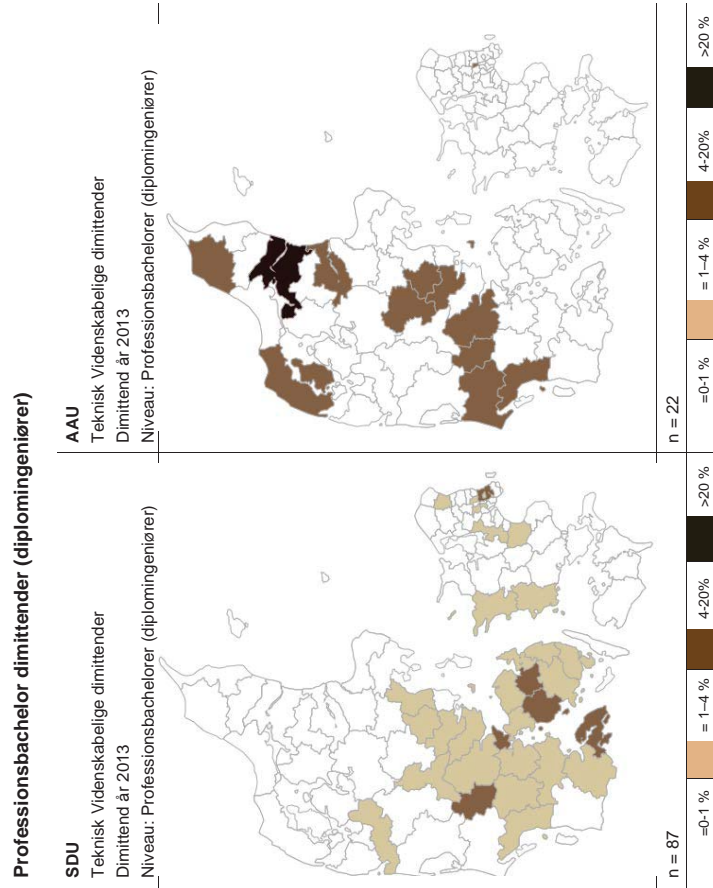 Professionsbachelor dimittender (diplomingeniører)
SDU
Teknisk Videnskabelige dimittender
Dimittend år 2013
Niveau: Professionsbachelorer (diplomingeniører)
n = 87
=0-1 %
= 1–4 %
4-20%
>20 %
AAU
Teknisk Videnskabelige dimittender
Dimittend år 2013
Niveau: Professionsbachelorer (diplomingeniører)
n = 22
=0-1 %
= 1–4 %
4-20%
>20 %